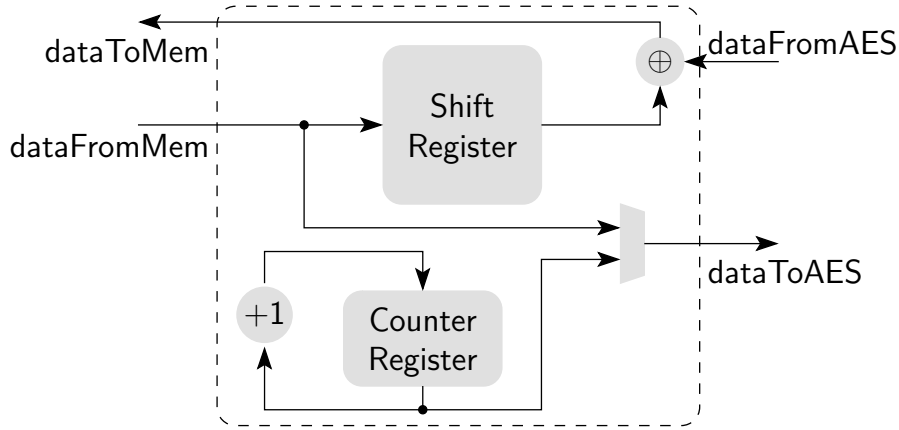 dataToMem
dataFromAES
⊕
Shift
Register
dataFromMem
dataToAES
+1
Counter
Register